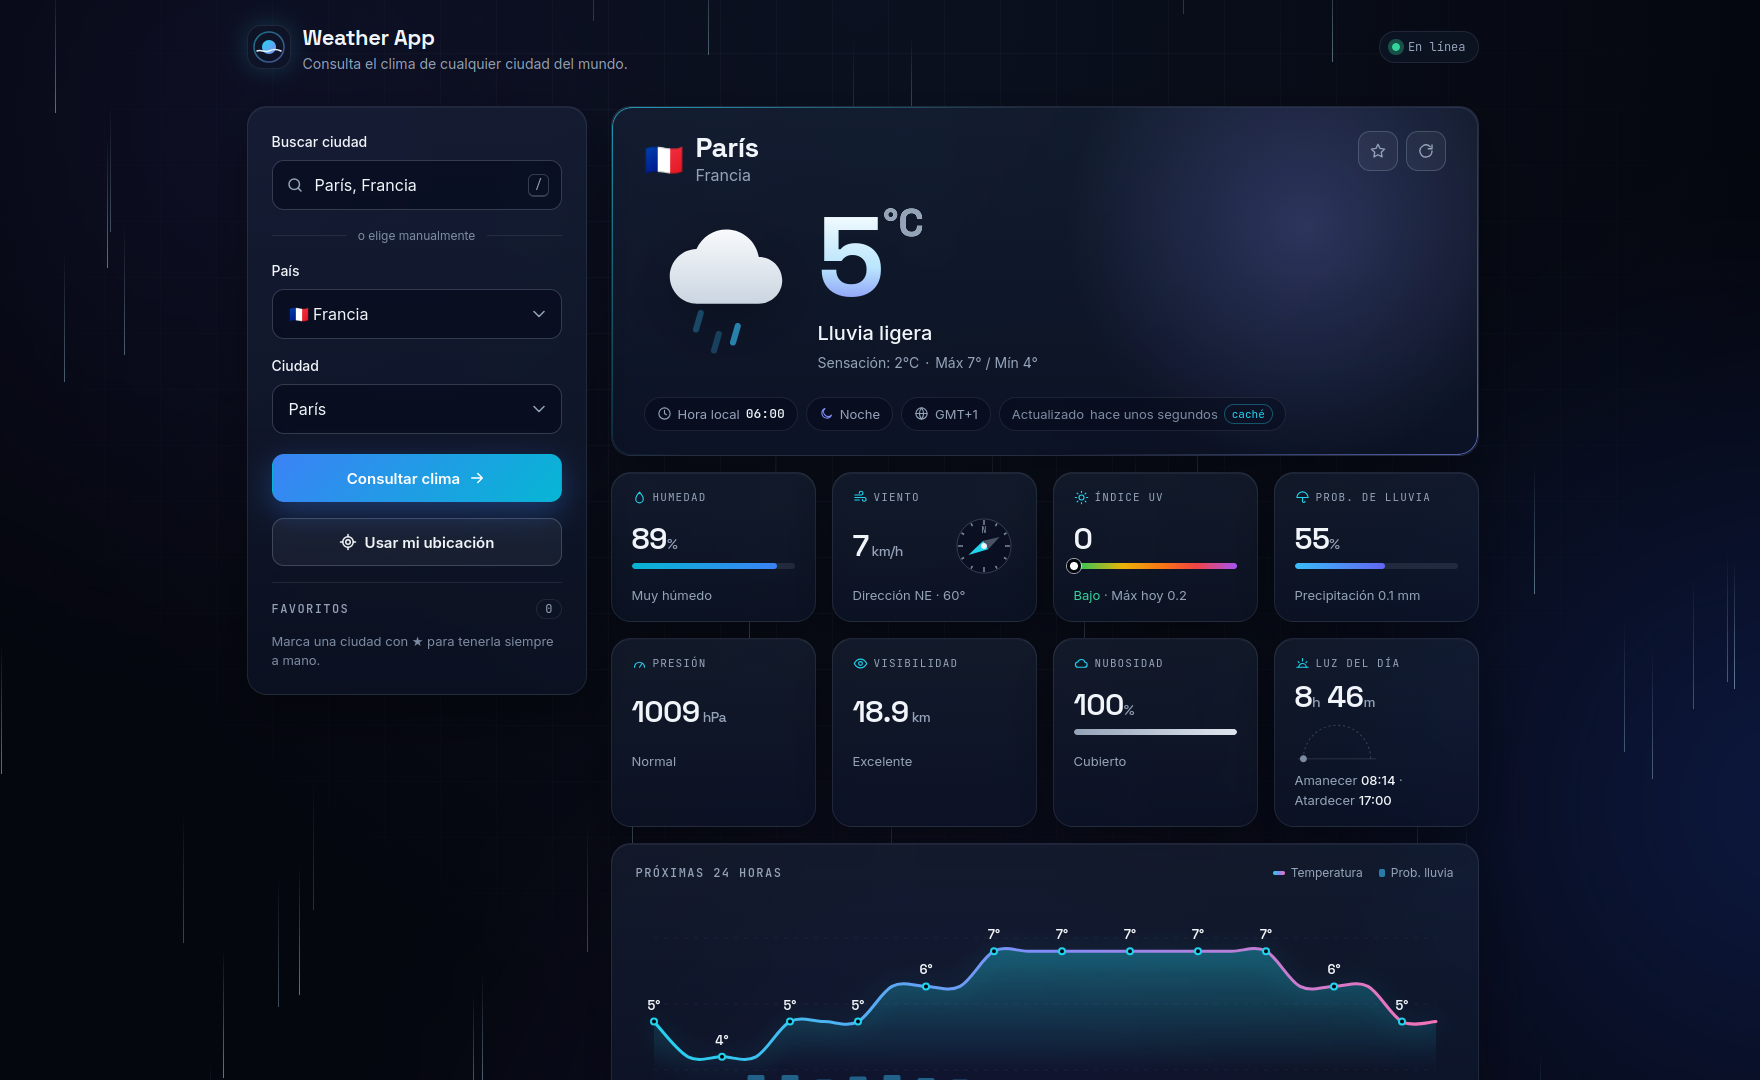 Weather App
Consulta el clima de cualquier ciudad del mundo.
En línea
Buscar ciudad
París, Francia
/
o elige manualmente
País
Francia
Ciudad
París
Consultar clima
Usar mi ubicación
FAVORITOS
0
Marca una ciudad con ★ para tenerla siempre
a mano.
París
Francia
5°C
Lluvia ligera
Sensación: 2°C · Máx 7° / Mín 4°
Hora local 06:00
Noche
GMT+1
Actualizado hace unos segundos caché
HUMEDAD
89%
Muy húmedo
VIENTO
7 km/h
N
Dirección NE · 60°
ÍNDICE UV
0
Bajo · Máx hoy 0.2
PROB. DE LLUVIA
55%
Precipitación 0.1 mm
PRESIÓN
1009 hPa
Normal
VISIBILIDAD
18.9 km
Excelente
NUBOSIDAD
100%
Cubierto
LUZ DEL DÍA
8h 46m
Amanecer 08:14 ·
Atardecer 17:00
PRÓXIMAS 24 HORAS
Temperatura
Prob. lluvia
5°
4°
5°
5°
6°
7°
7°
7°
7°
7°
6°
5°